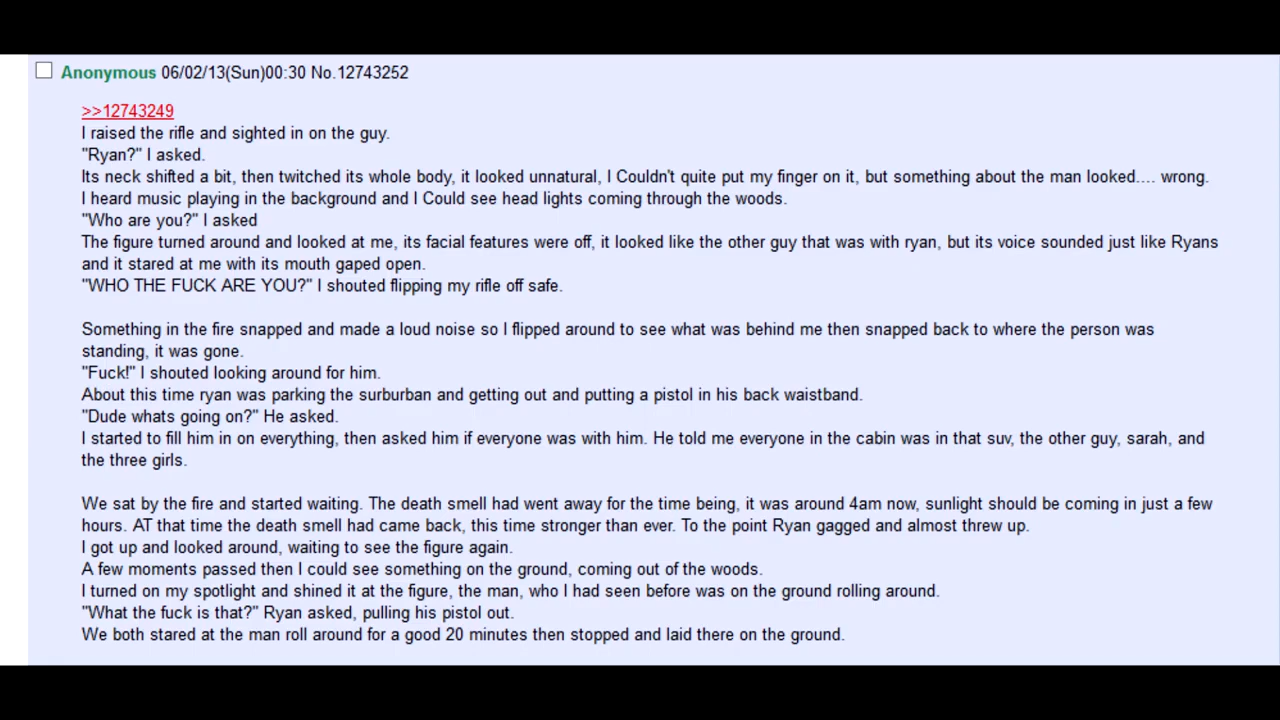 Anonymous 06/02/13(Sun)00:30 No.12743252
>>12743249
I raised the rifle and sighted in on the guy.
"Ryan?" I asked.
Its neck shifted a bit, then twitched its whole body, it looked unnatural, I Couldn't quite put my finger on it, but something about the man looked.... wrong.
I heard music playing in the background and I Could see head lights coming through the woods.
"Who are you?" I asked
The figure turned around and looked at me, its facial features were off, it looked like the other guy that was with ryan, but its voice sounded just like Ryans
and it stared at me with its mouth gaped open.
"WHO THE FUCK ARE YOU?" I shouted flipping my rifle off safe.
Something in the fire snapped and made a loud noise so I flipped around to see what was behind me then snapped back to where the person was
standing, it was gone.
"Fuck!" I shouted looking around for him.
About this time ryan was parking the surburban and getting out and putting a pistol in his back waistband.
"Dude whats going on?" He asked.
I started to fill him in on everything, then asked him if everyone was with him. He told me everyone in the cabin was in that suv, the other guy, sarah, and
the three girls.
We sat by the fire and started waiting. The death smell had went away for the time being, it was around 4am now, sunlight should be coming in just a few
hours. AT that time the death smell had came back, this time stronger than ever. To the point Ryan gagged and almost threw up.
I got up and looked around, waiting to see the figure again.
A few moments passed then I could see something on the ground, coming out of the woods.
I turned on my spotlight and shined it at the figure, the man, who I had seen before was on the ground rolling around.
"What the fuck is that?" Ryan asked, pulling his pistol out.
We both stared at the man roll around for a good 20 minutes then stopped and laid there on the ground.